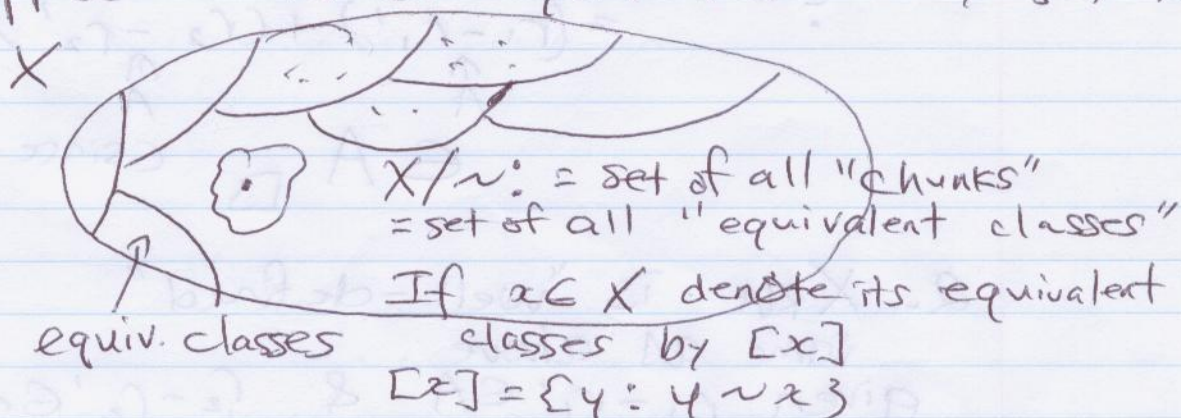 X
X/~: = set of all "chunks"
= set of all "equivalent classes"
If x ∈ X denote its equivalent
equiv. classes classes by [x]
[x] = {y : y ~ x}